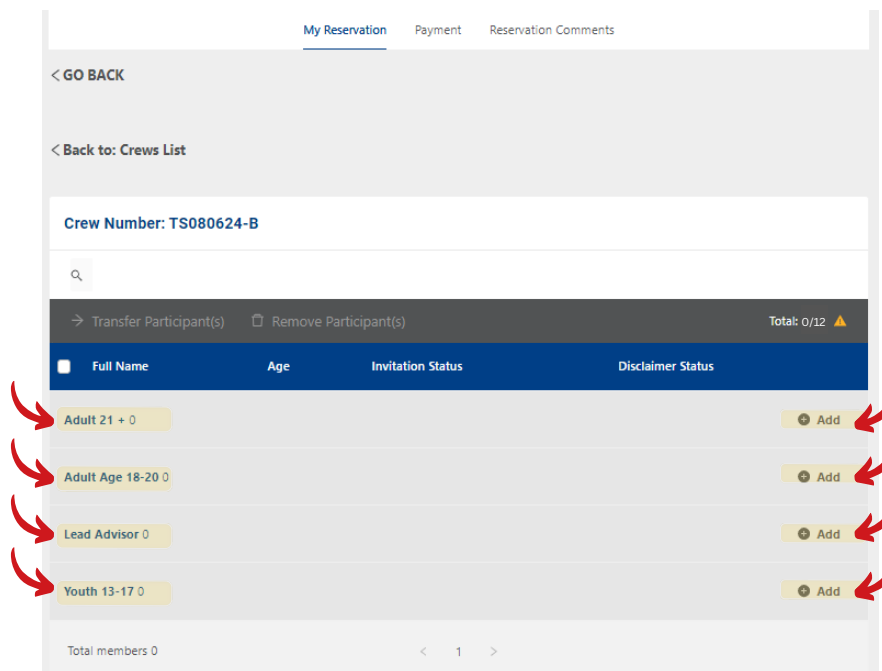 My Reservation Payment Reservation Comments
< GO BACK
< Back to: Crews List
Crew Number: TS080624-B
Transfer Participant(s) Remove Participant(s) Total: 0/12
Full Name Age Invitation Status Disclaimer Status
Adult 21 + 0 Add
Adult Age 18-20 0 Add
Lead Advisor 0 Add
Youth 13-17 0 Add
Total members 0 < 1 >